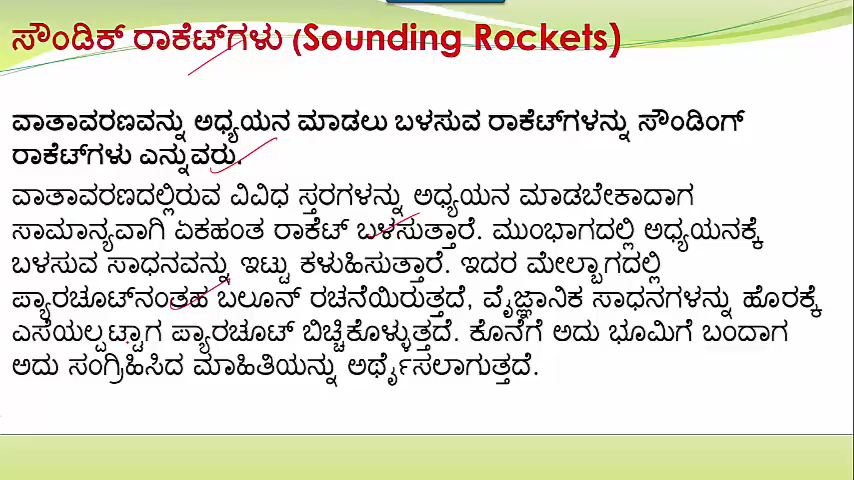 ಸೌಂಡಿಕ್ ರಾಕೆಟ್‌ಗಳು (Sounding Rockets)
ವಾತಾವರಣವನ್ನು ಅಧ್ಯಯನ ಮಾಡಲು ಬಳಸುವ ರಾಕೆಟ್‌ಗಳನ್ನು ಸೌಂಡಿಂಗ್
ರಾಕೆಟ್‌ಗಳು ಎನ್ನುವರು.
ವಾತಾವರಣದಲ್ಲಿರುವ ವಿವಿಧ ಸ್ತರಗಳನ್ನು ಅಧ್ಯಯನ ಮಾಡಬೇಕಾದಾಗ
ಸಾಮಾನ್ಯವಾಗಿ ಏಕಹಂತ ರಾಕೆಟ್ ಬಳಸುತ್ತಾರೆ. ಮುಂಭಾಗದಲ್ಲಿ ಅಧ್ಯಯನಕ್ಕೆ
ಬಳಸುವ ಸಾಧನವನ್ನು ಇಟ್ಟು ಕಳುಹಿಸುತ್ತಾರೆ. ಇದರ ಮೇಲ್ಬಾಗದಲ್ಲಿ
ಪ್ಯಾರಚೂಟ್‌ನಂತಹ ಬಲೂನ್ ರಚನೆಯಿರುತ್ತದೆ, ವೈಜ್ಞಾನಿಕ ಸಾಧನಗಳನ್ನು ಹೊರಕ್ಕೆ
ಎಸೆಯಲ್ಪಟ್ಟಾಗ ಪ್ಯಾರಚೂಟ್ ಬಿಚ್ಚಿಕೊಳ್ಳುತ್ತದೆ. ಕೊನೆಗೆ ಅದು ಭೂಮಿಗೆ ಬಂದಾಗ
ಅದು ಸಂಗ್ರಿಹಿಸಿದ ಮಾಹಿತಿಯನ್ನು ಅರ್ಥೈಸಲಾಗುತ್ತದೆ.